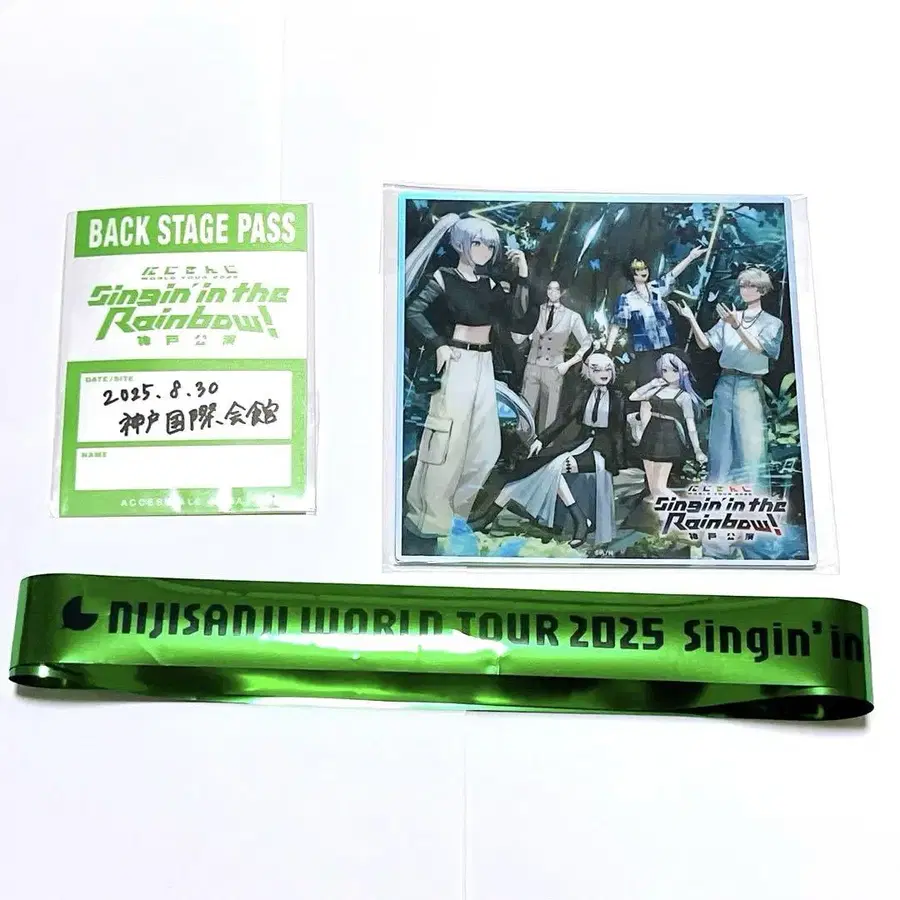 BACK STAGE PASS
にじさんじ
WORLD TOUR 2025
Singin' in the
Rainbow!
神戸公演
DATE/SITE
2025.8.30
神戸国際会館
NAME
にじさんじ
WORLD TOUR 2025
Singin' in the
Rainbow!
神戸公演
NIJISANJI WORLD TOUR 2025 Singin' in